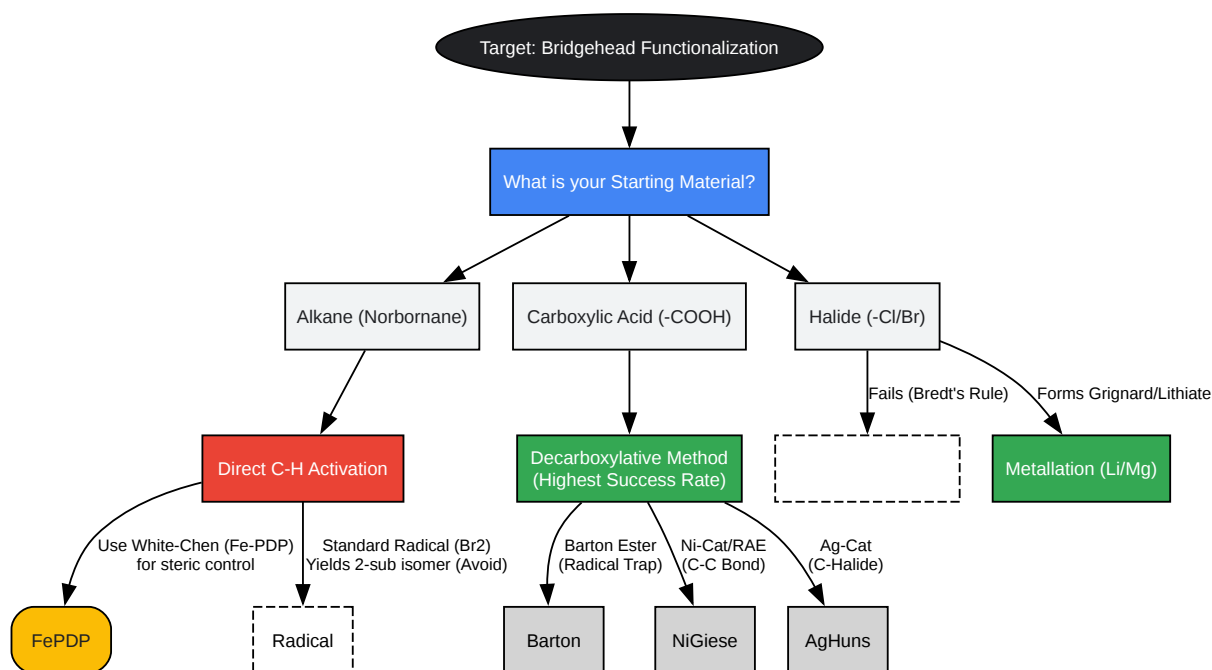 Target: Bridgehead Functionalization
What is your Starting Material?
Alkane (Norbornane)
Carboxylic Acid (-COOH)
Halide (-Cl/Br)
Fails (Bredt's Rule)
Forms Grignard/Lithiate
Direct C-H Activation
Decarboxylative Method
(Highest Success Rate)
Metallation (Li/Mg)
Use White-Chen (Fe-PDP)
for steric control
Standard Radical (Br2)
Yields 2-sub isomer (Avoid)
Barton Ester
(Radical Trap)
Ni-Cat/RAE
(C-C Bond)
Ag-Cat
(C-Halide)
FePDP
Radical
Barton
NiGiese
AgHuns